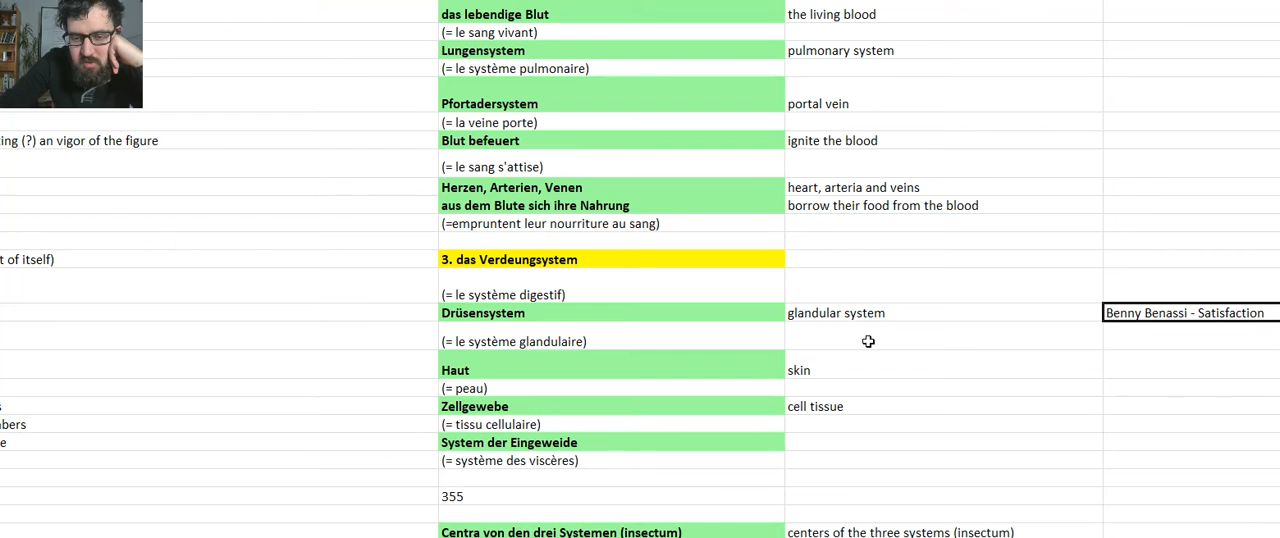 das lebendige Blut the living blood
(= le sang vivant)
Lungensystem pulmonary system
(= le système pulmonaire)
Pfortadersystem portal vein
(= la veine porte)
ing (?) an vigor of the figure Blut befeuert ignite the blood
(= le sang s'attise)
Herzen, Arterien, Venen heart, arteria and veins
aus dem Blute sich ihre Nahrung borrow their food from the blood
(=empruntent leur nourriture au sang)
t of itself) 3. das Verdeungsystem
(= le système digestif)
Drüsensystem glandular system Benny Benassi - Satisfaction
(= le système glandulaire)
Haut skin
(= peau)
s Zellgewebe cell tissue
nbers (= tissu cellulaire)
e System der Eingeweide
(= système des viscères)
355
Centra von den drei Systemen (insectum) centers of the three systems (insectum)